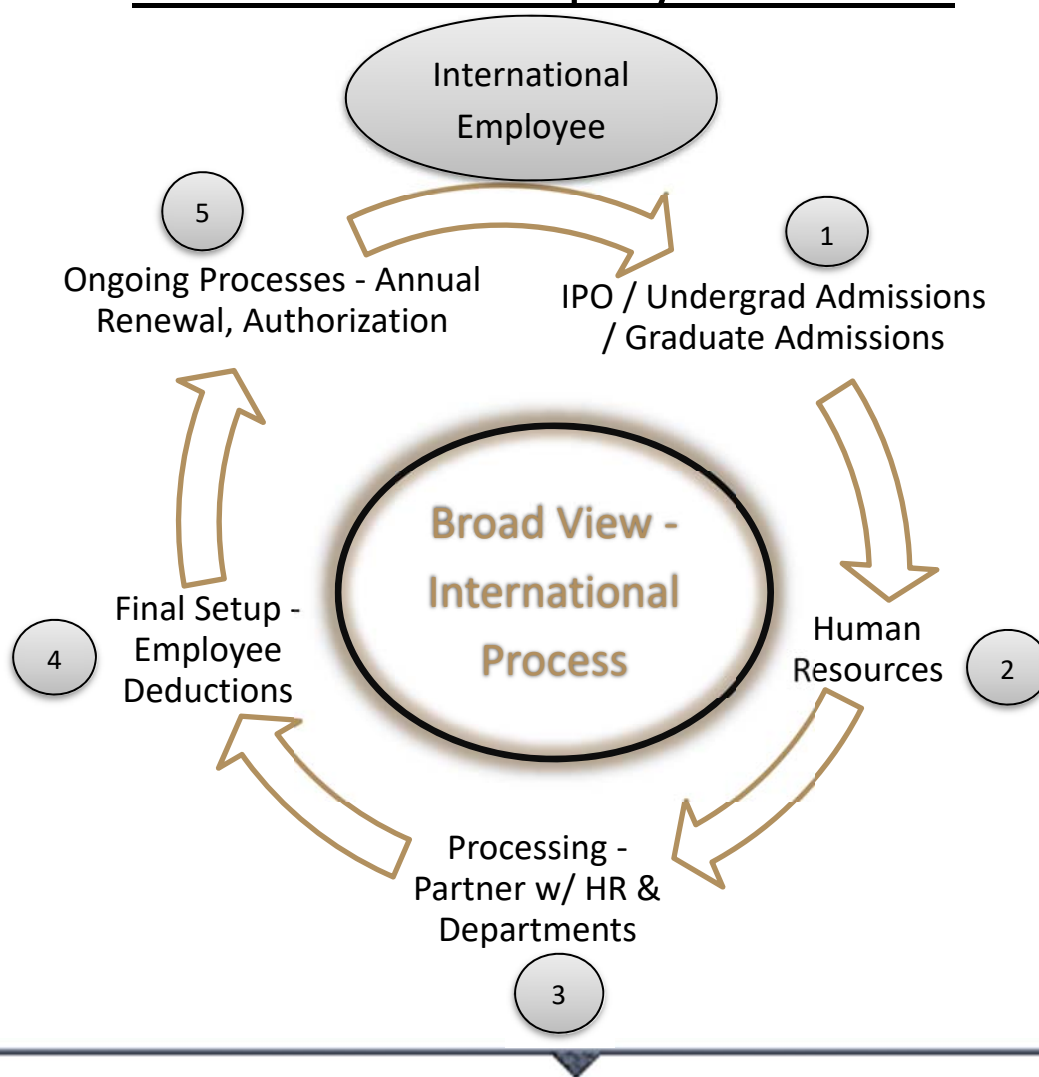 International
Employee
5
1
Ongoing Processes - Annual
Renewal, Authorization
IPO / Undergrad Admissions
/ Graduate Admissions
Broad View -
International
Process
Human
Resources
2
Final Setup -
Employee
Deductions
4
Processing -
Partner w/ HR &
Departments
3